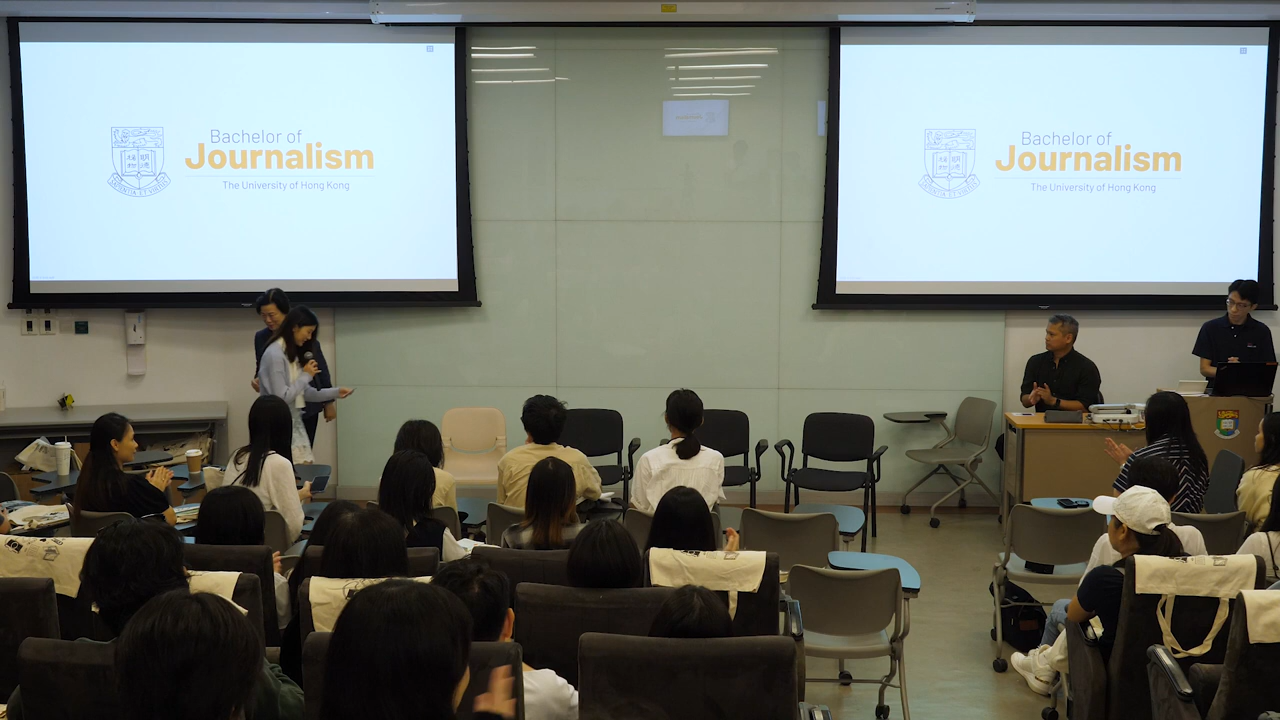 Bachelor of
Journalism
The University of Hong Kong
Bachelor of
Journalism
The University of Hong Kong